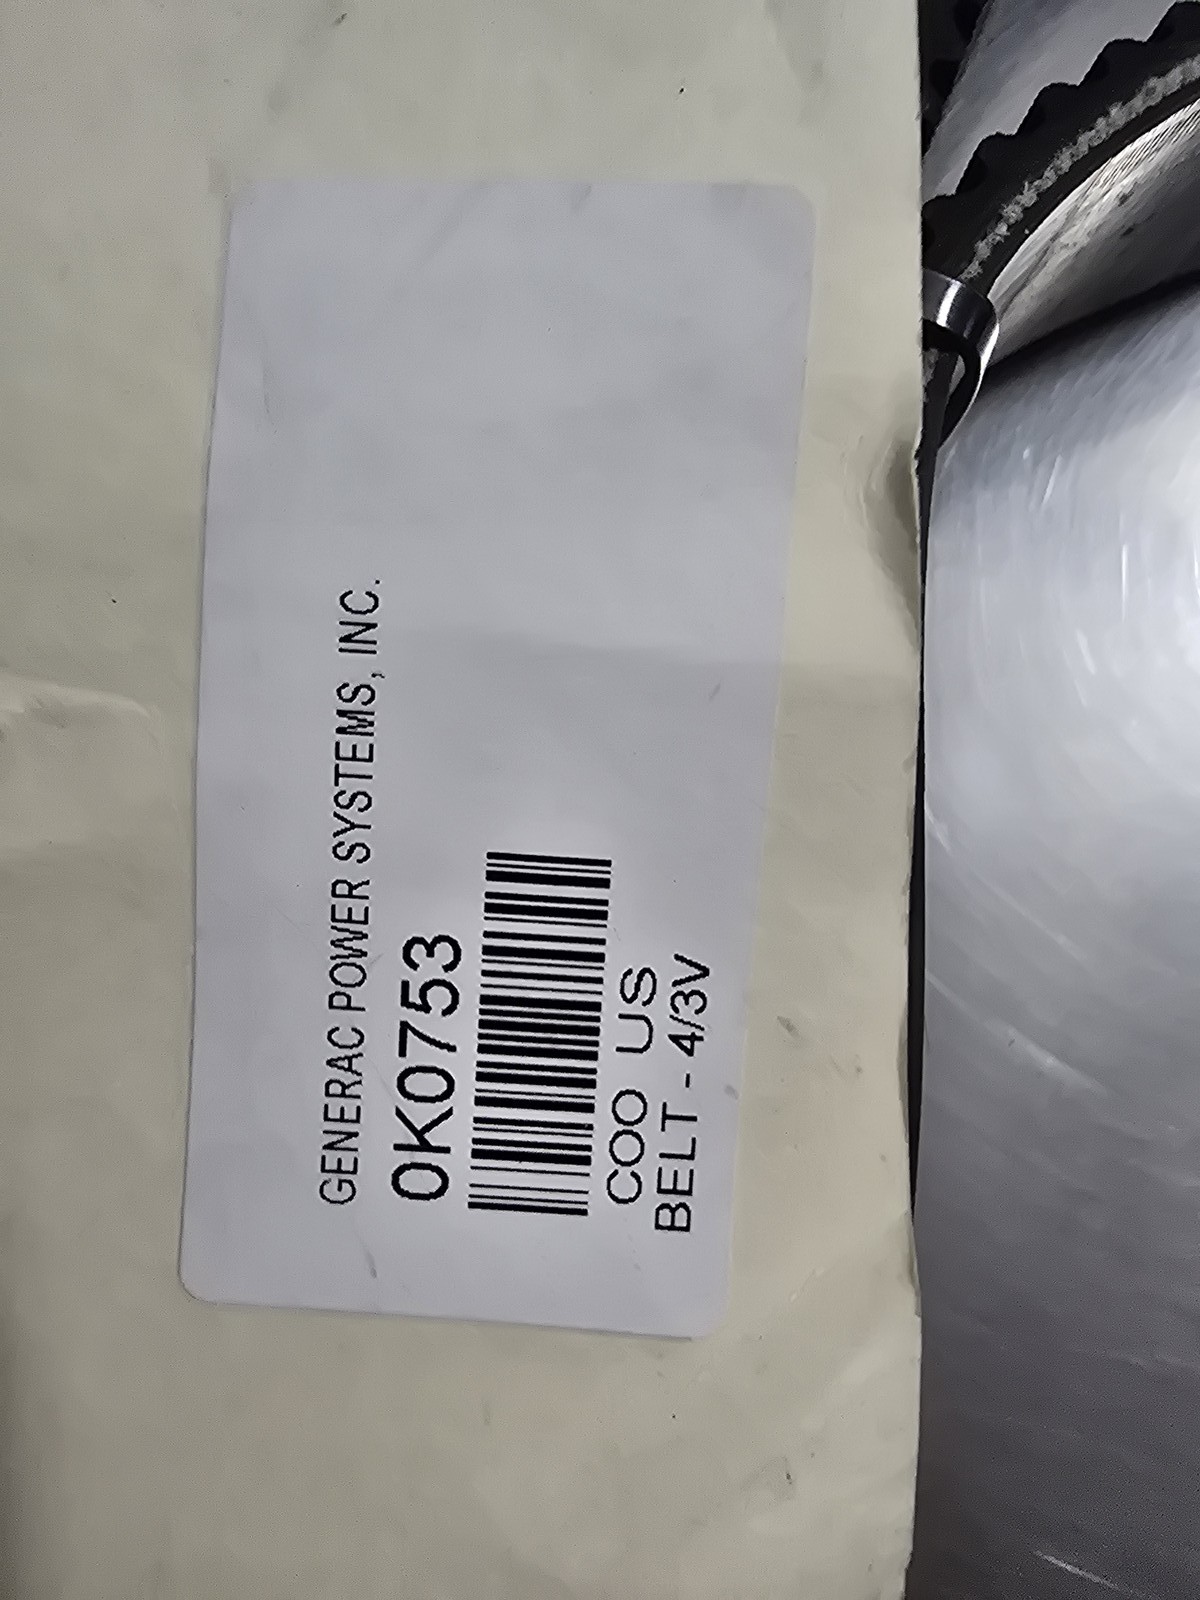 GENERAC POWER SYSTEMS, INC.
0K0753
COO US
BELT - 4/3V